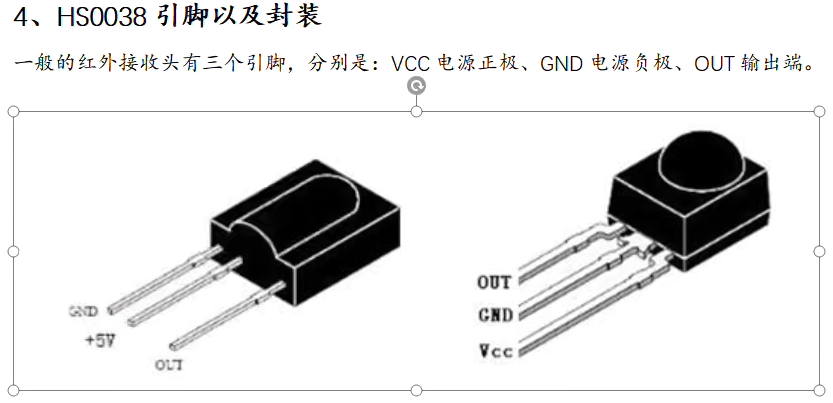 4、HS0038 引脚以及封装
一般的红外接收头有三个引脚，分别是：VCC 电源正极、GND 电源负极、OUT 输出端。
GND
+5V
OUT
OUT
GND
Vcc